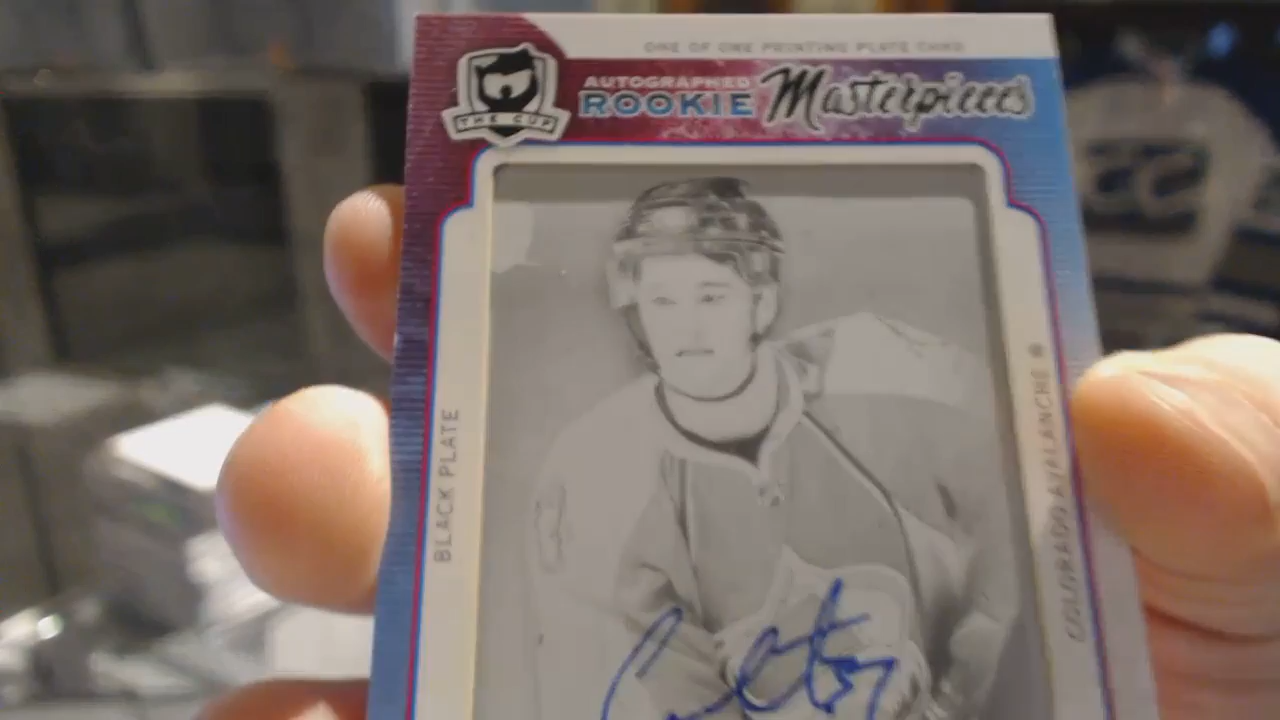 ONE OF ONE PRINTING PLATE CARD
THE CUP
AUTOGRAPHED
ROOKIE Masterpieces
BLACK PLATE
COLORADO AVALANCHE